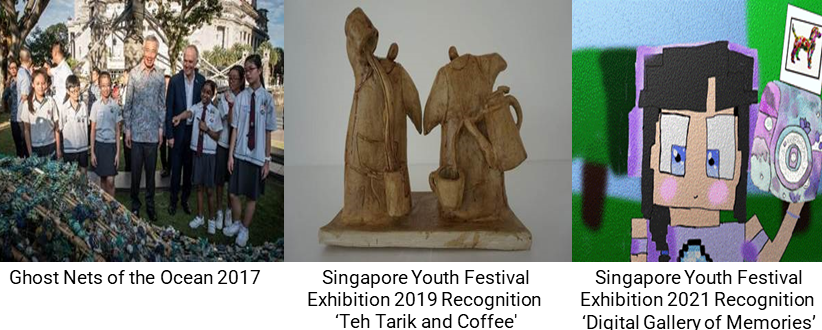 Ghost Nets of the Ocean 2017
Singapore Youth Festival
Exhibition 2019 Recognition
‘Teh Tarik and Coffee'
Singapore Youth Festival
Exhibition 2021 Recognition
‘Digital Gallery of Memories’